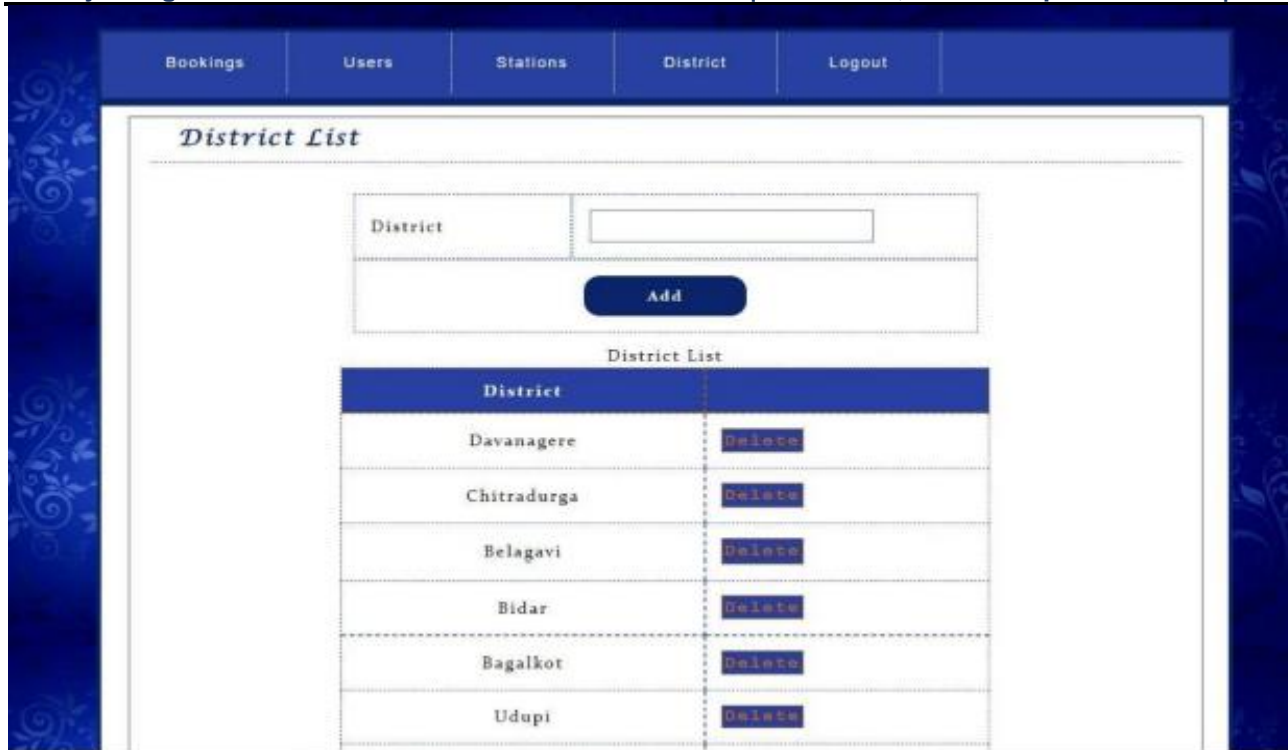 Bookings Users Stations District Logout
District List
District
Add
District List
District
Davanagere Delete
Chitradurga Delete
Belagavi Delete
Bidar Delete
Bagalkot Delete
Udupi Delete